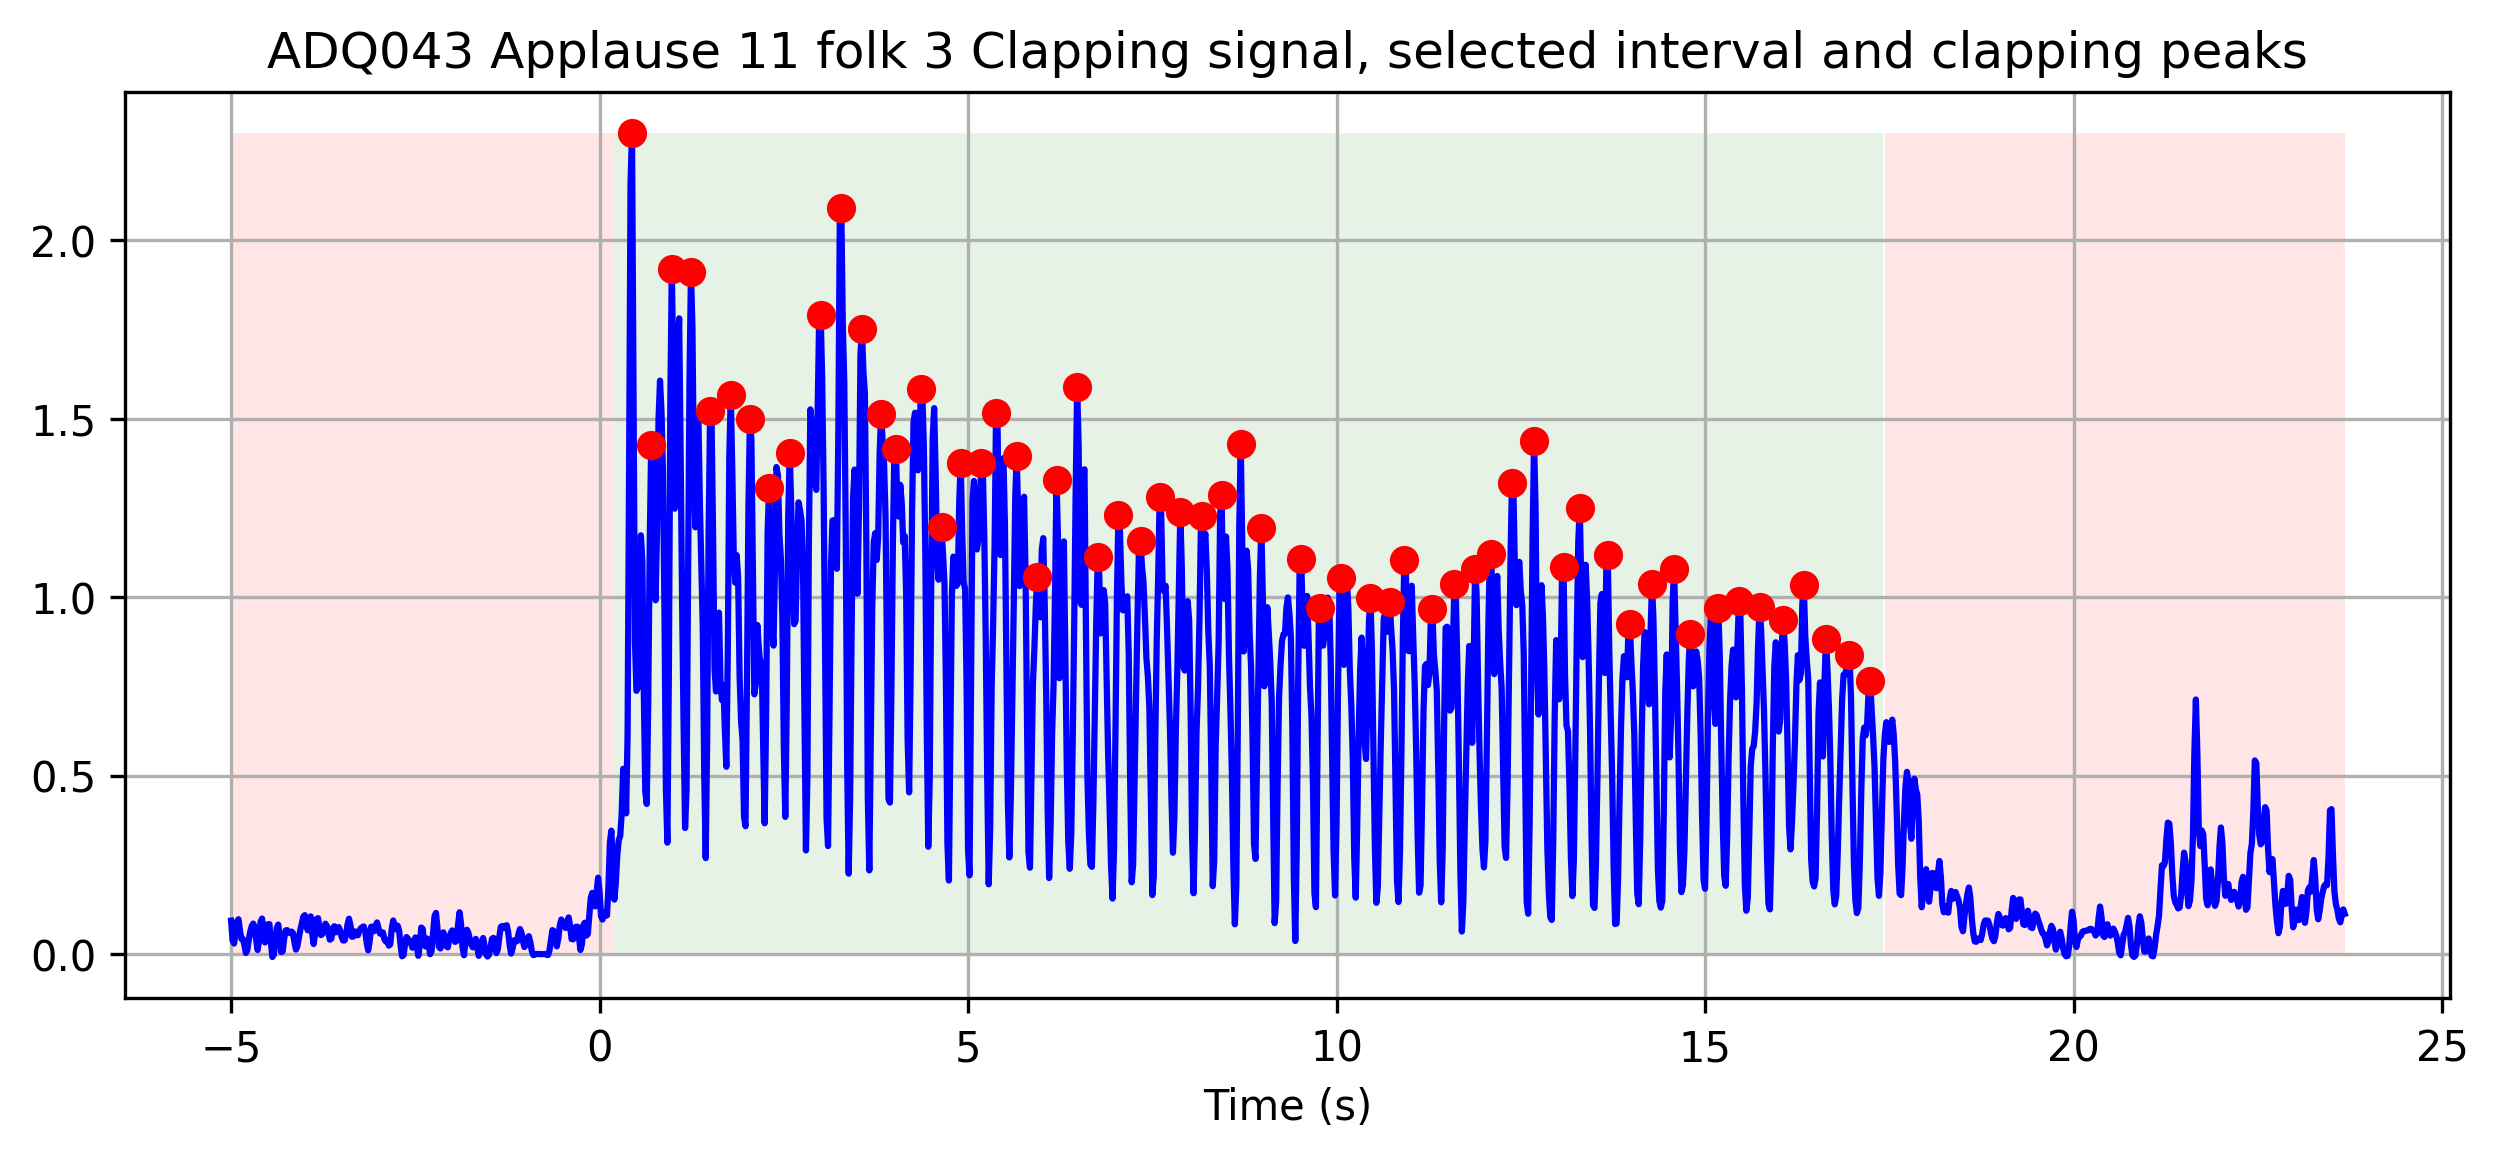 ADQ043 Applause 11 folk 3 Clapping signal, selected interval and clapping peaks
2.0
1.5
1.0
0.5
0.0
−5 0 5 10 15 20 25
Time (s)